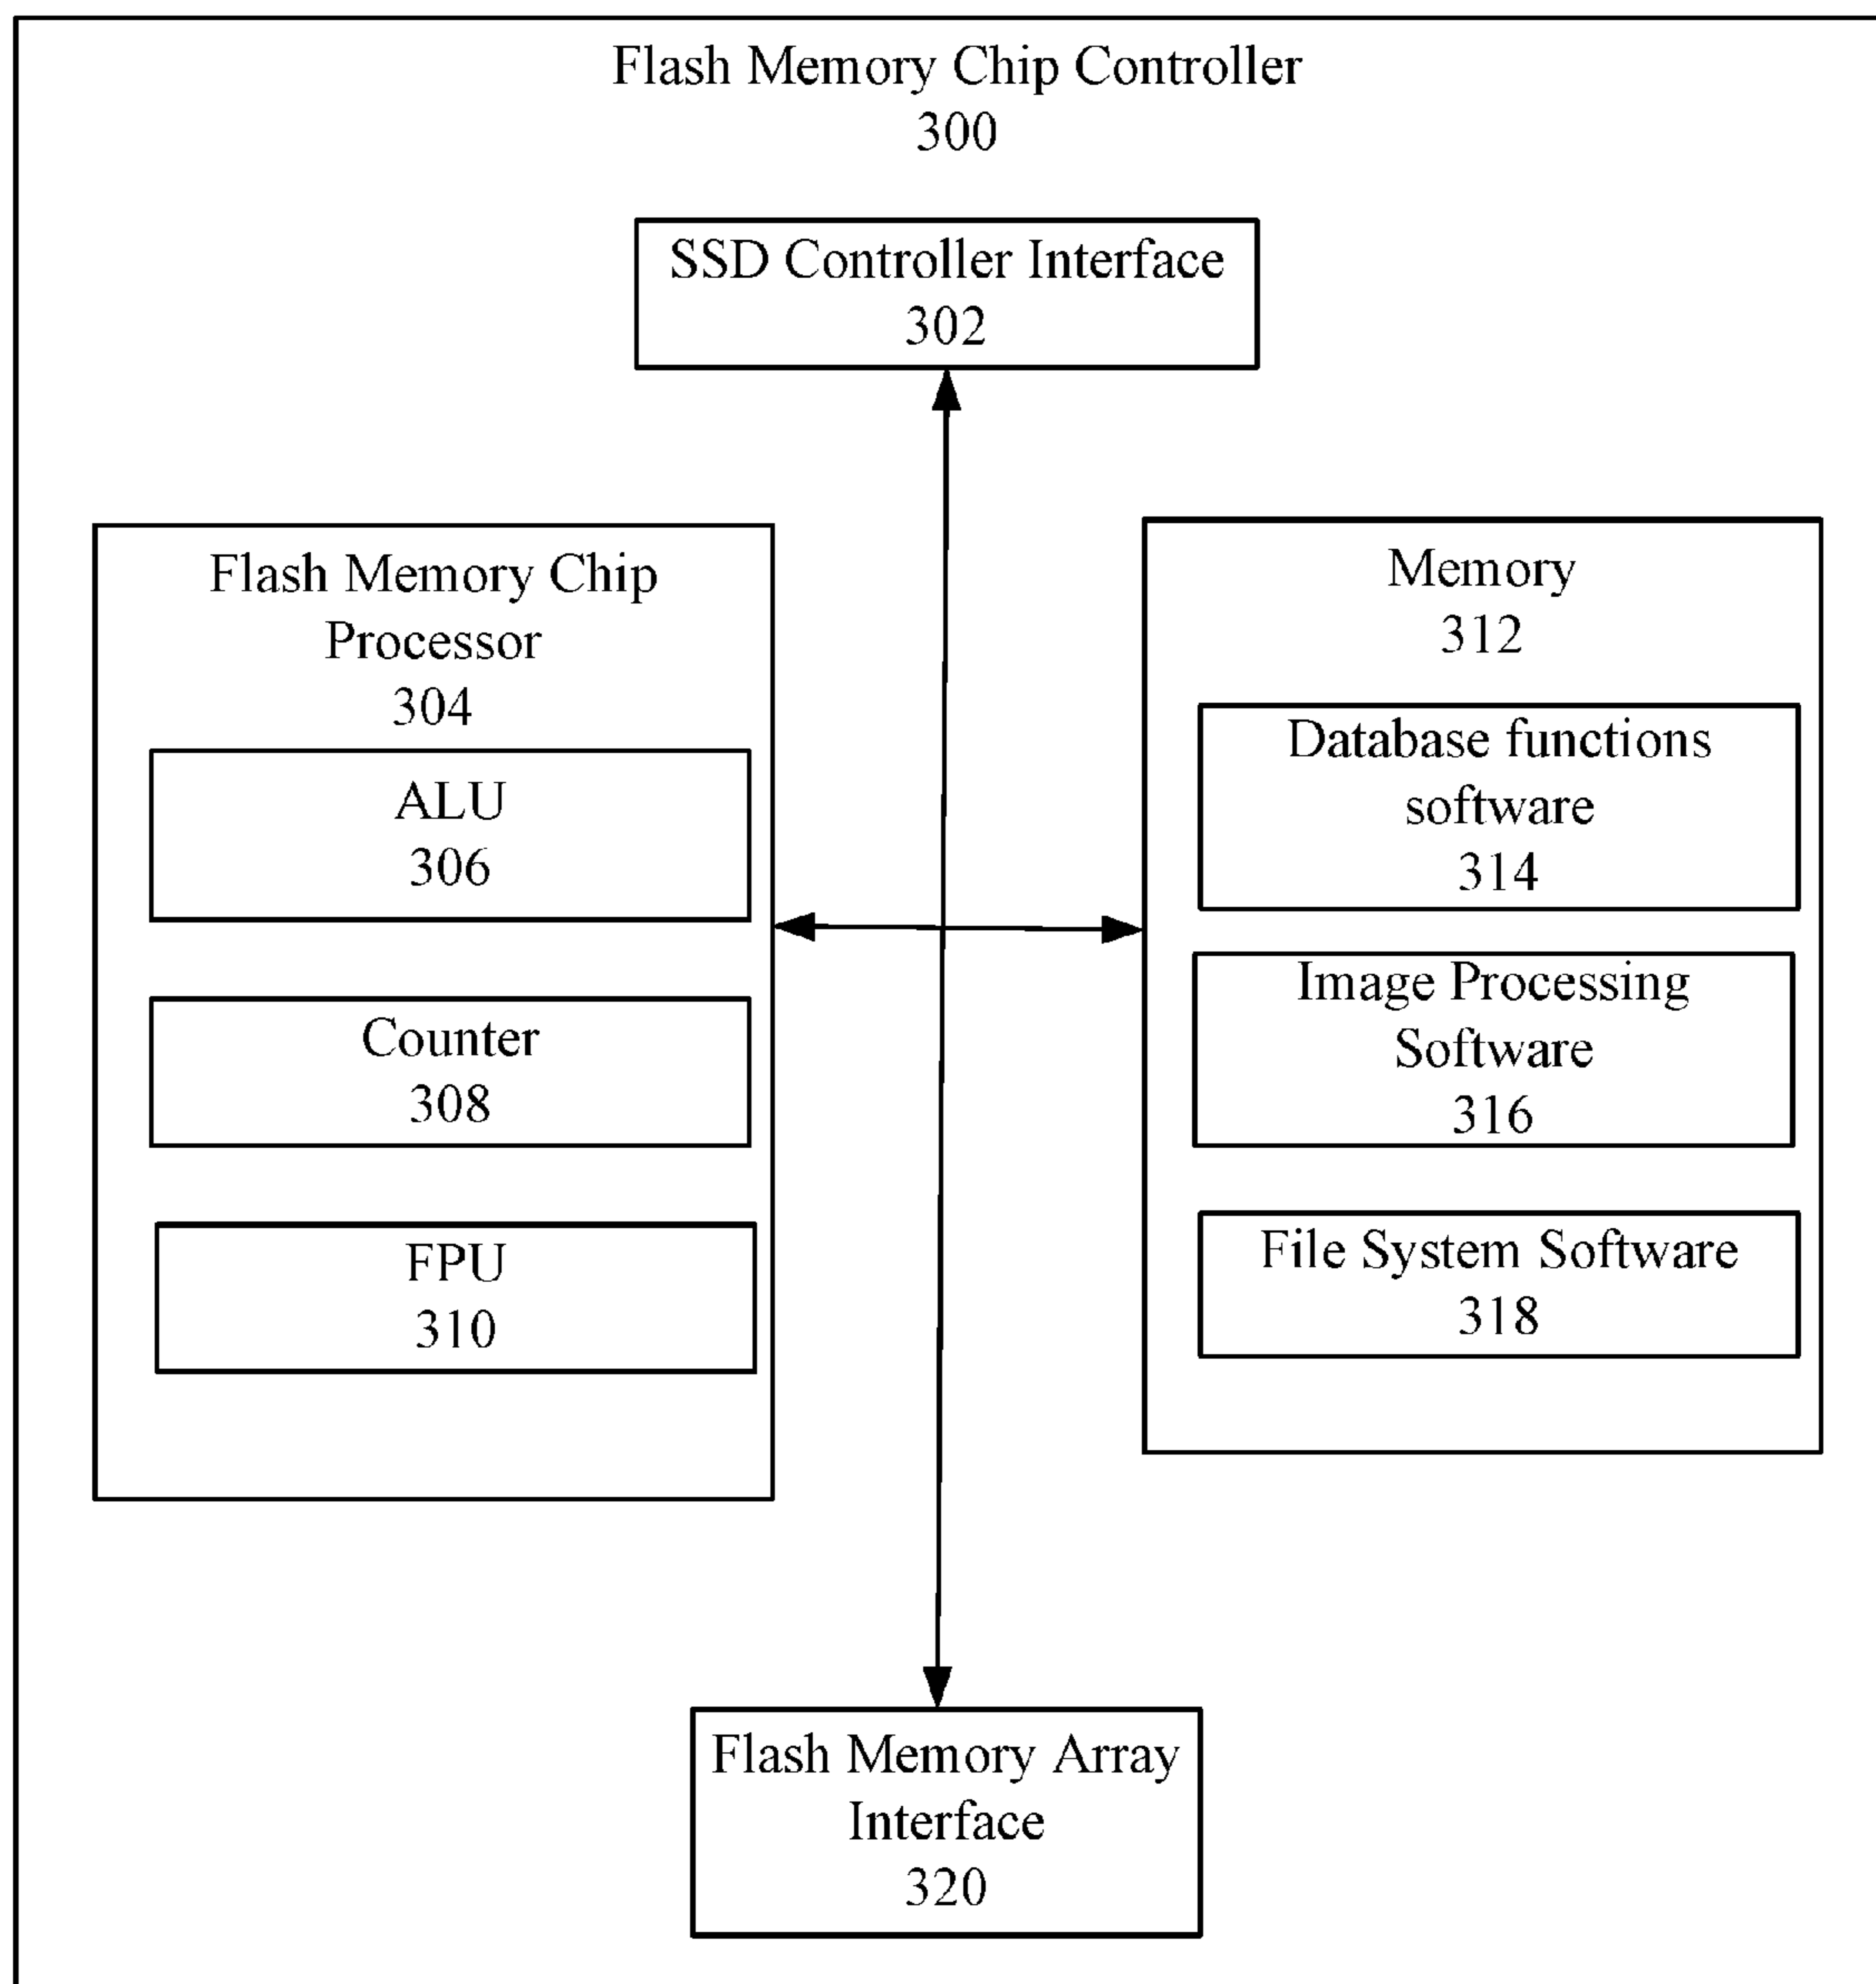 Flash Memory Chip Controller
300
SSD Controller Interface
302
Flash Memory Chip
Processor
304
ALU
306
Counter
308
FPU
310
Memory
312
Database functions
software
314
Image Processing
Software
316
File System Software
318
Flash Memory Array
Interface
320